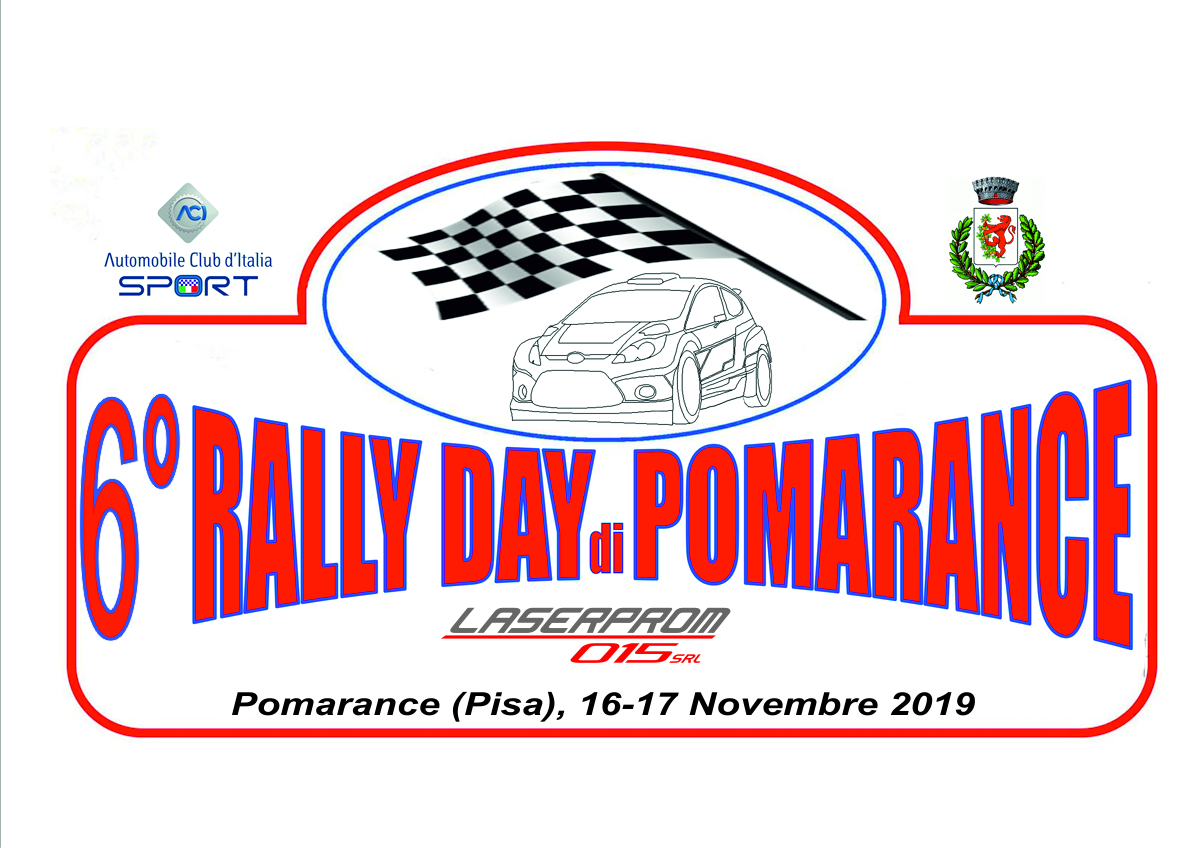 ACI
Automobile Club d'Italia
SPORT
6° RALLY DAY di POMARANCE
LASERPROM
015 SRL
Pomarance (Pisa), 16-17 Novembre 2019